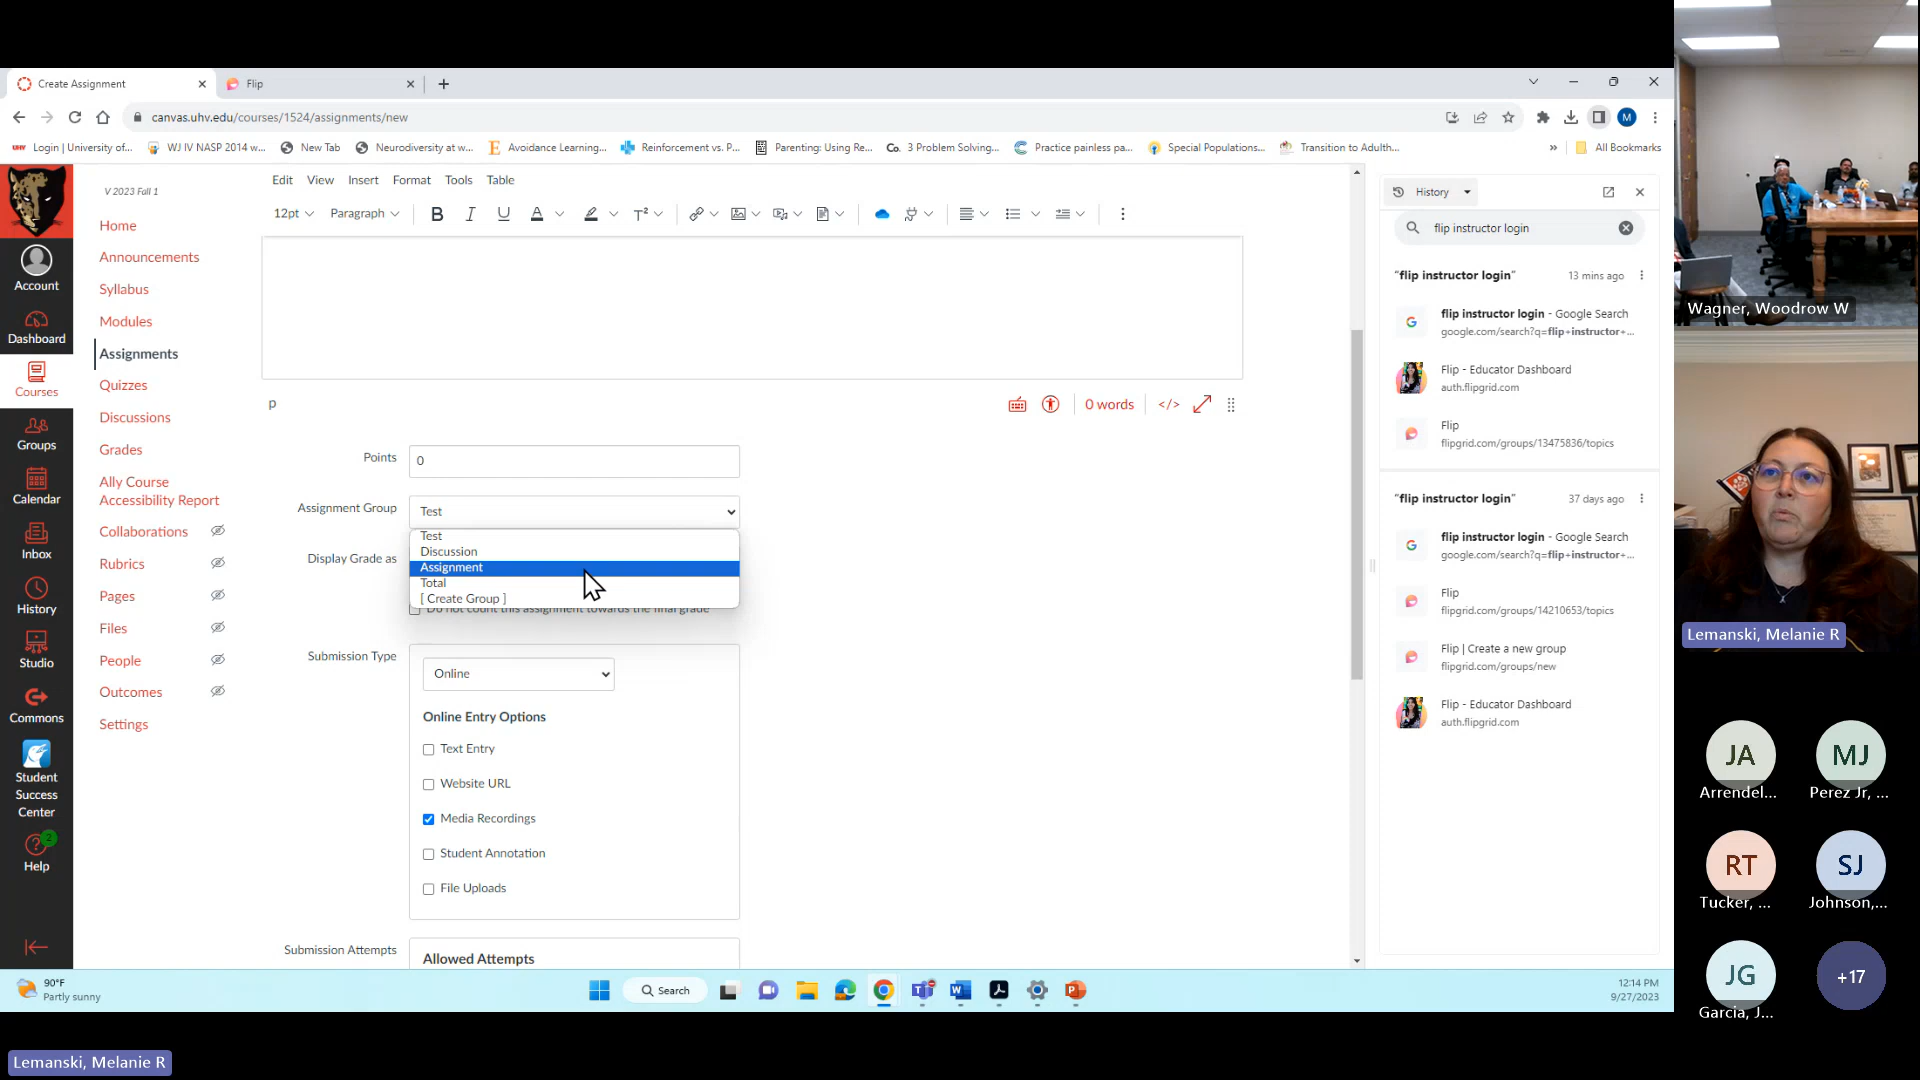 Create Assignment
Flip
canvas.uhv.edu/courses/1524/assignments/new
M
Login | University of...
WJ IV NASP 2014 w...
New Tab
Neurodiversity at w...
Avoidance Learning...
Reinforcement vs. P...
Parenting: Using Re...
3 Problem Solving...
Practice painless pa...
Special Populations...
Transition to Adulth...
»
All Bookmarks
Account
Dashboard
Courses
Groups
Calendar
Inbox
History
Studio
Commons
Student
Success
Center
2
Help
V 2023 Fall 1
Home
Announcements
Syllabus
Modules
Assignments
Quizzes
Discussions
Grades
Ally Course
Accessibility Report
Collaborations
Rubrics
Pages
Files
People
Outcomes
Settings
Edit View Insert Format Tools Table
12pt Paragraph B I U A T²
p
0 words </>
Points
0
Assignment Group
Test
Test
Discussion
Assignment
Total
[ Create Group ]
Display Grade as
Do not count this assignment towards the final grade
Submission Type
Online
Online Entry Options
Text Entry
Website URL
Media Recordings
Student Annotation
File Uploads
Submission Attempts
Allowed Attempts
History
flip instructor login
"flip instructor login" 13 mins ago
flip instructor login - Google Search
google.com/search?q=flip+instructor+...
Flip - Educator Dashboard
auth.flipgrid.com
Flip
flipgrid.com/groups/13475836/topics
"flip instructor login" 37 days ago
flip instructor login - Google Search
google.com/search?q=flip+instructor+...
Flip
flipgrid.com/groups/14210653/topics
Flip | Create a new group
flipgrid.com/groups/new
Flip - Educator Dashboard
auth.flipgrid.com
90°F
Partly sunny
Search
12:14 PM
9/27/2023
Wagner, Woodrow W
Lemanski, Melanie R
JA
Arrendel...
MJ
Perez Jr, ...
RT
Tucker, ...
SJ
Johnson,...
JG
Garcia, J...
+17
Lemanski, Melanie R